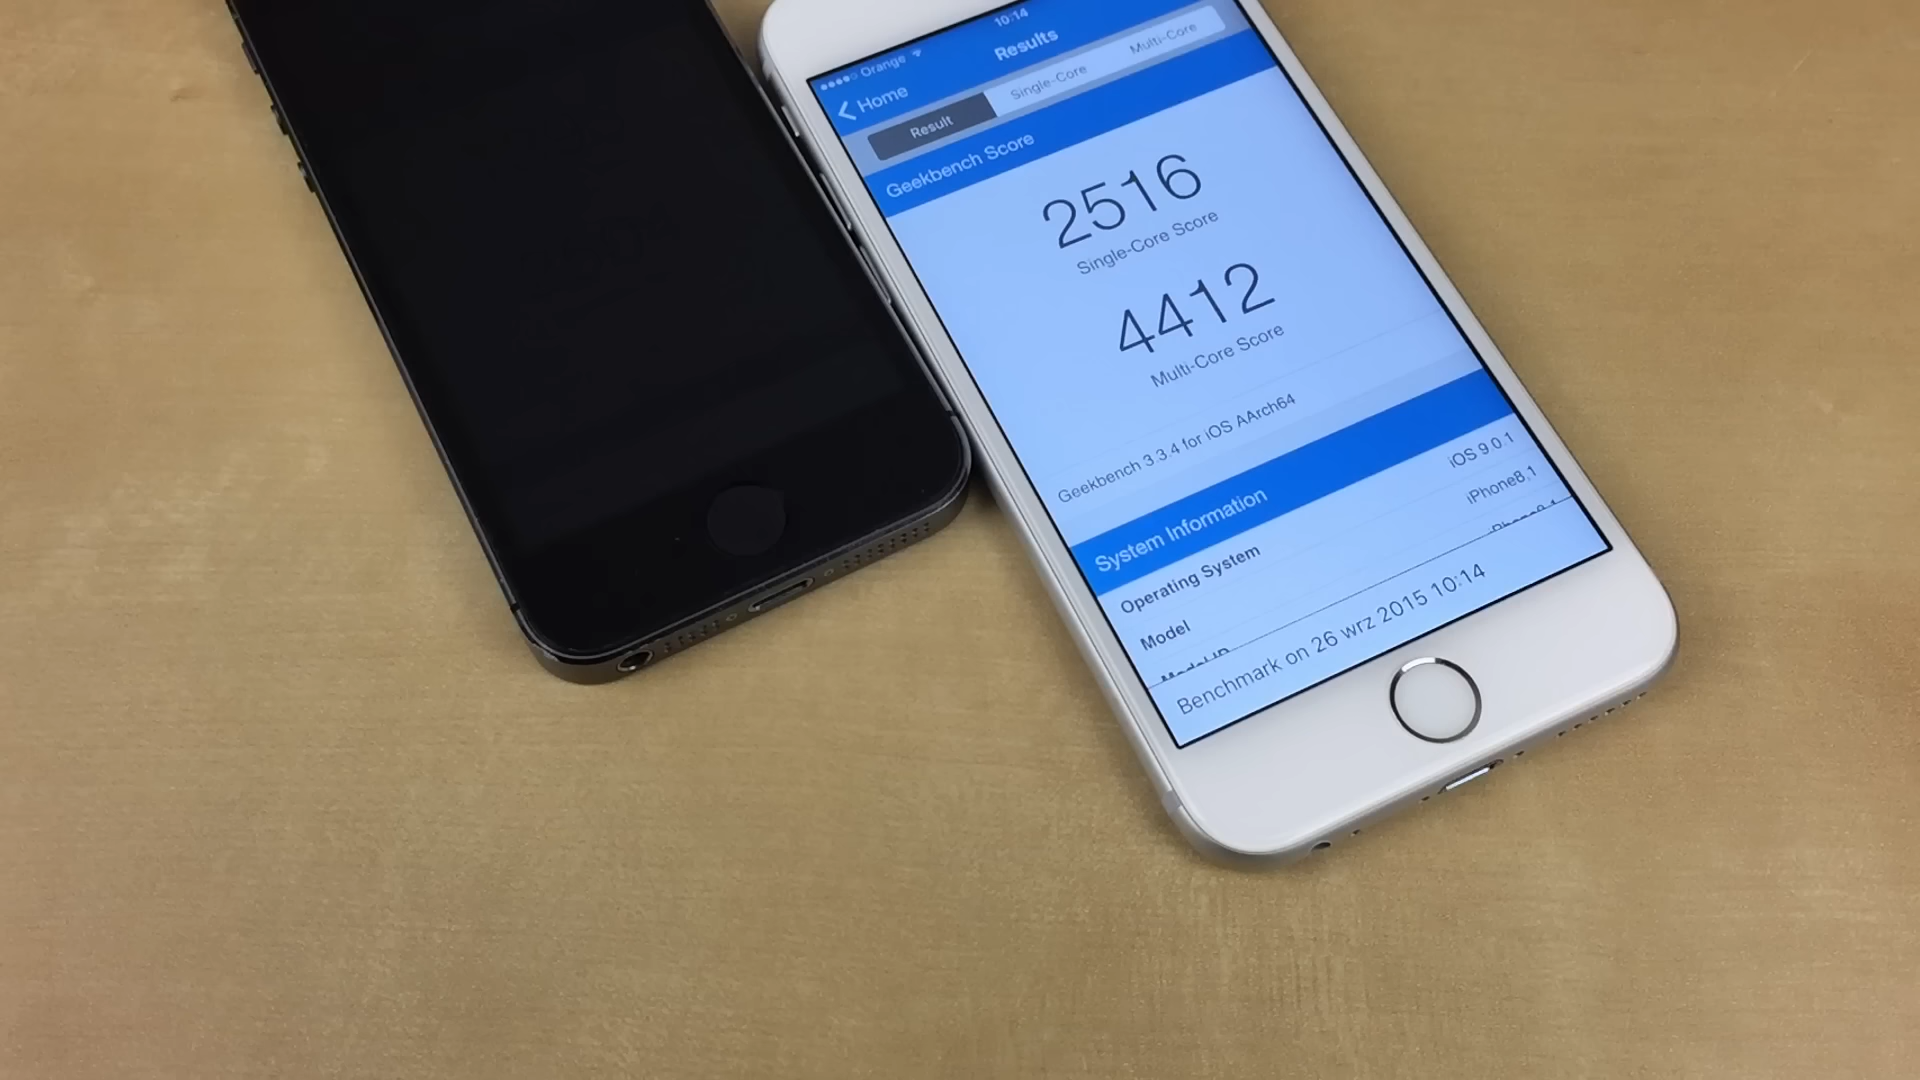 Orange 10:14
Home Results
Result Single-Core Multi-Core
Geekbench Score
2516
Single-Core Score
4412
Multi-Core Score
Geekbench 3.3.4 for iOS AArch64
System Information
Operating System iOS 9.0.1
Model iPhone8,1
Benchmark on 26 wrz 2015 10:14